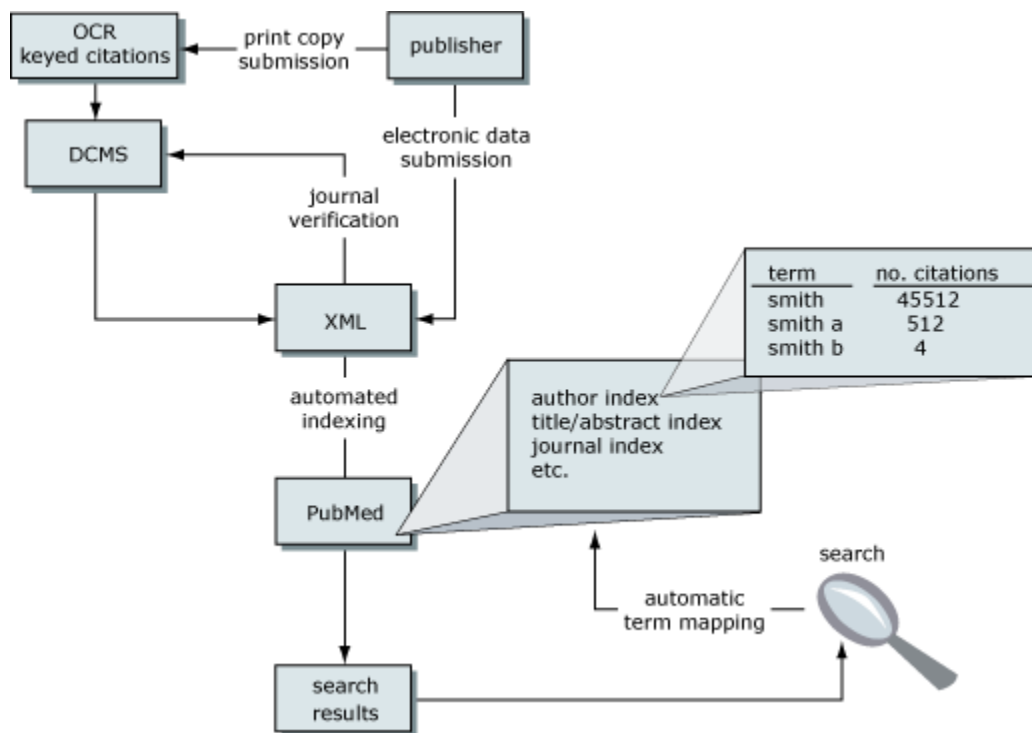 OCR
keyed citations
print copy
submission
publisher
DCMS
electronic data
submission
journal
verification
XML
term no. citations
smith 45512
smith a 512
smith b 4
automated
indexing
author index
title/abstract index
journal index
etc.
PubMed
search
automatic
term mapping
search
results